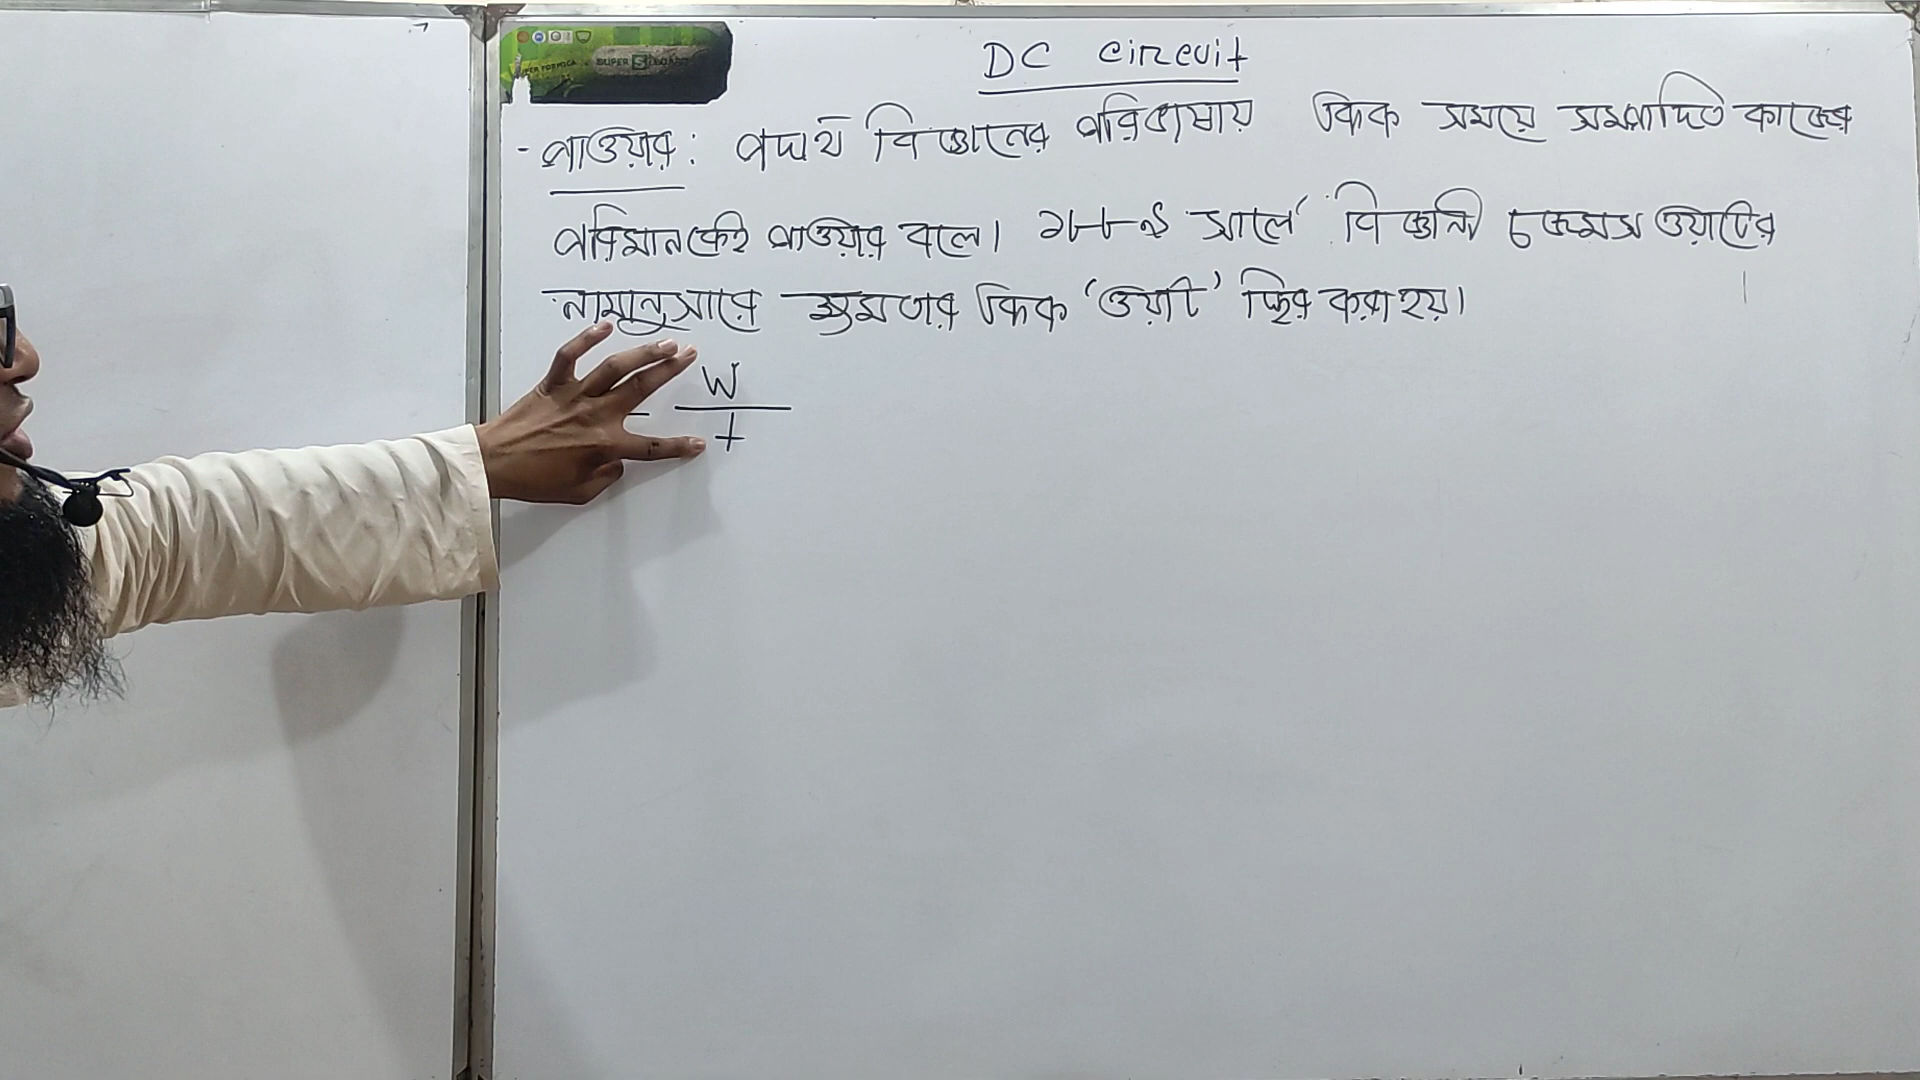 DC circuit
- পাওয়ার: পদার্থ বিজ্ঞানের পরিভাষায় একক সময়ে সম্পাদিত কাজের
পরিমানকেই পাওয়ার বলে। ১৮৮৯ সালে বিজ্ঞানী জেমস ওয়াটের
নামানুসারে ক্ষমতার একক ‘ওয়াট’ স্থির করা হয়।
W
t